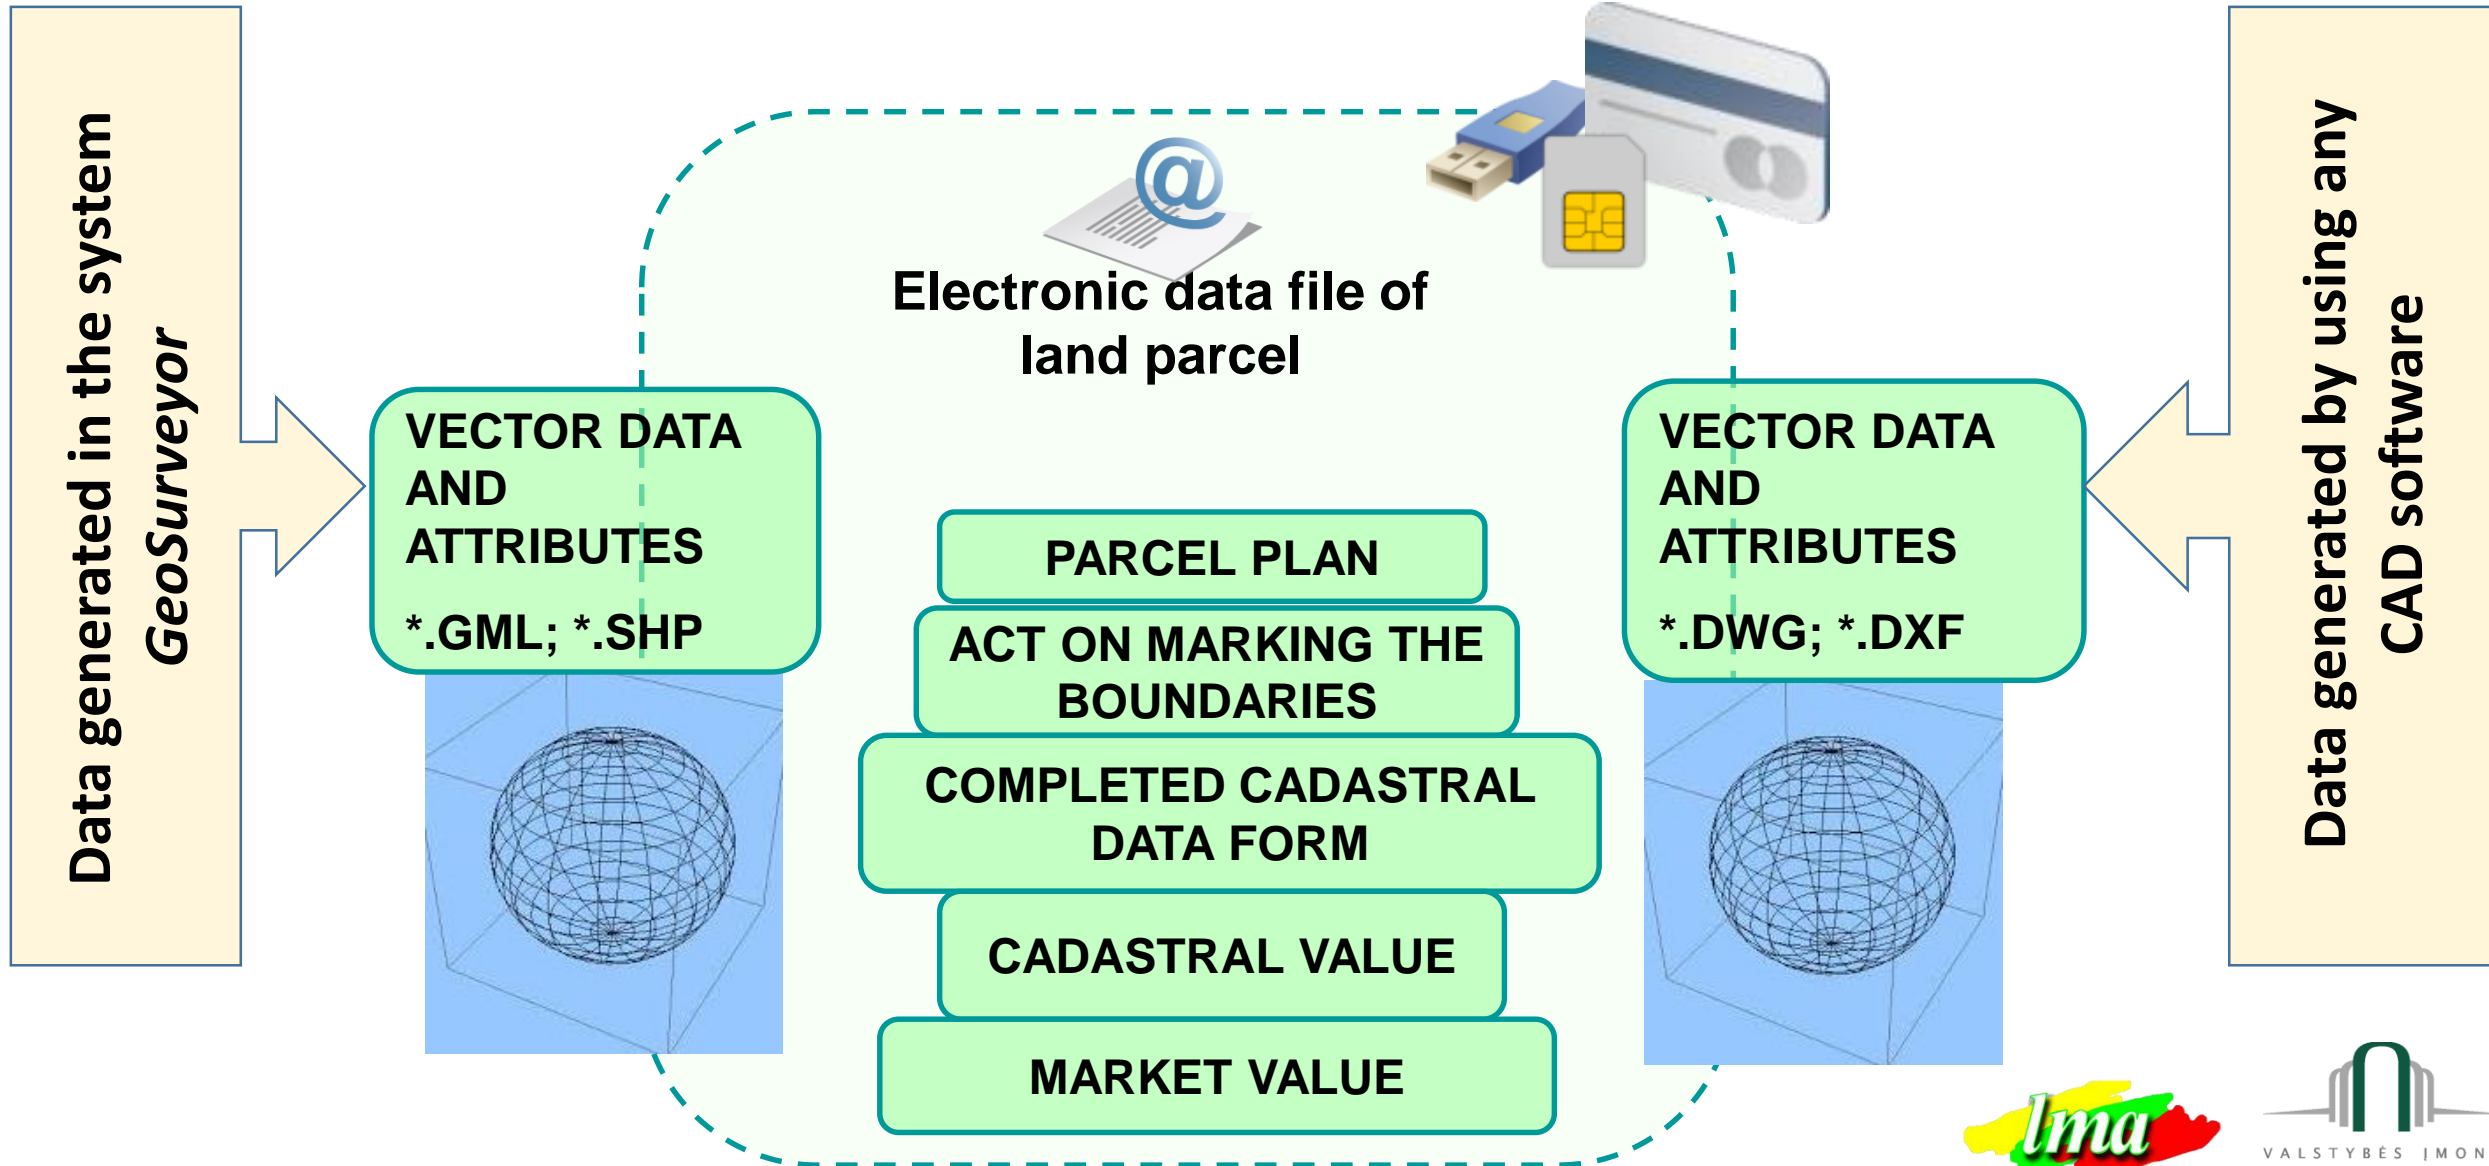 Data generated in the system
GeoSurveyor
@
Electronic data file of
land parcel
VECTOR DATA
AND
ATTRIBUTES
*.GML; *.SHP
PARCEL PLAN
ACT ON MARKING THE
BOUNDARIES
COMPLETED CADASTRAL
DATA FORM
CADASTRAL VALUE
MARKET VALUE
VECTOR DATA
AND
ATTRIBUTES
*.DWG; *.DXF
Data generated by using any
CAD software
lma
VALSTYBĖS ĮMON